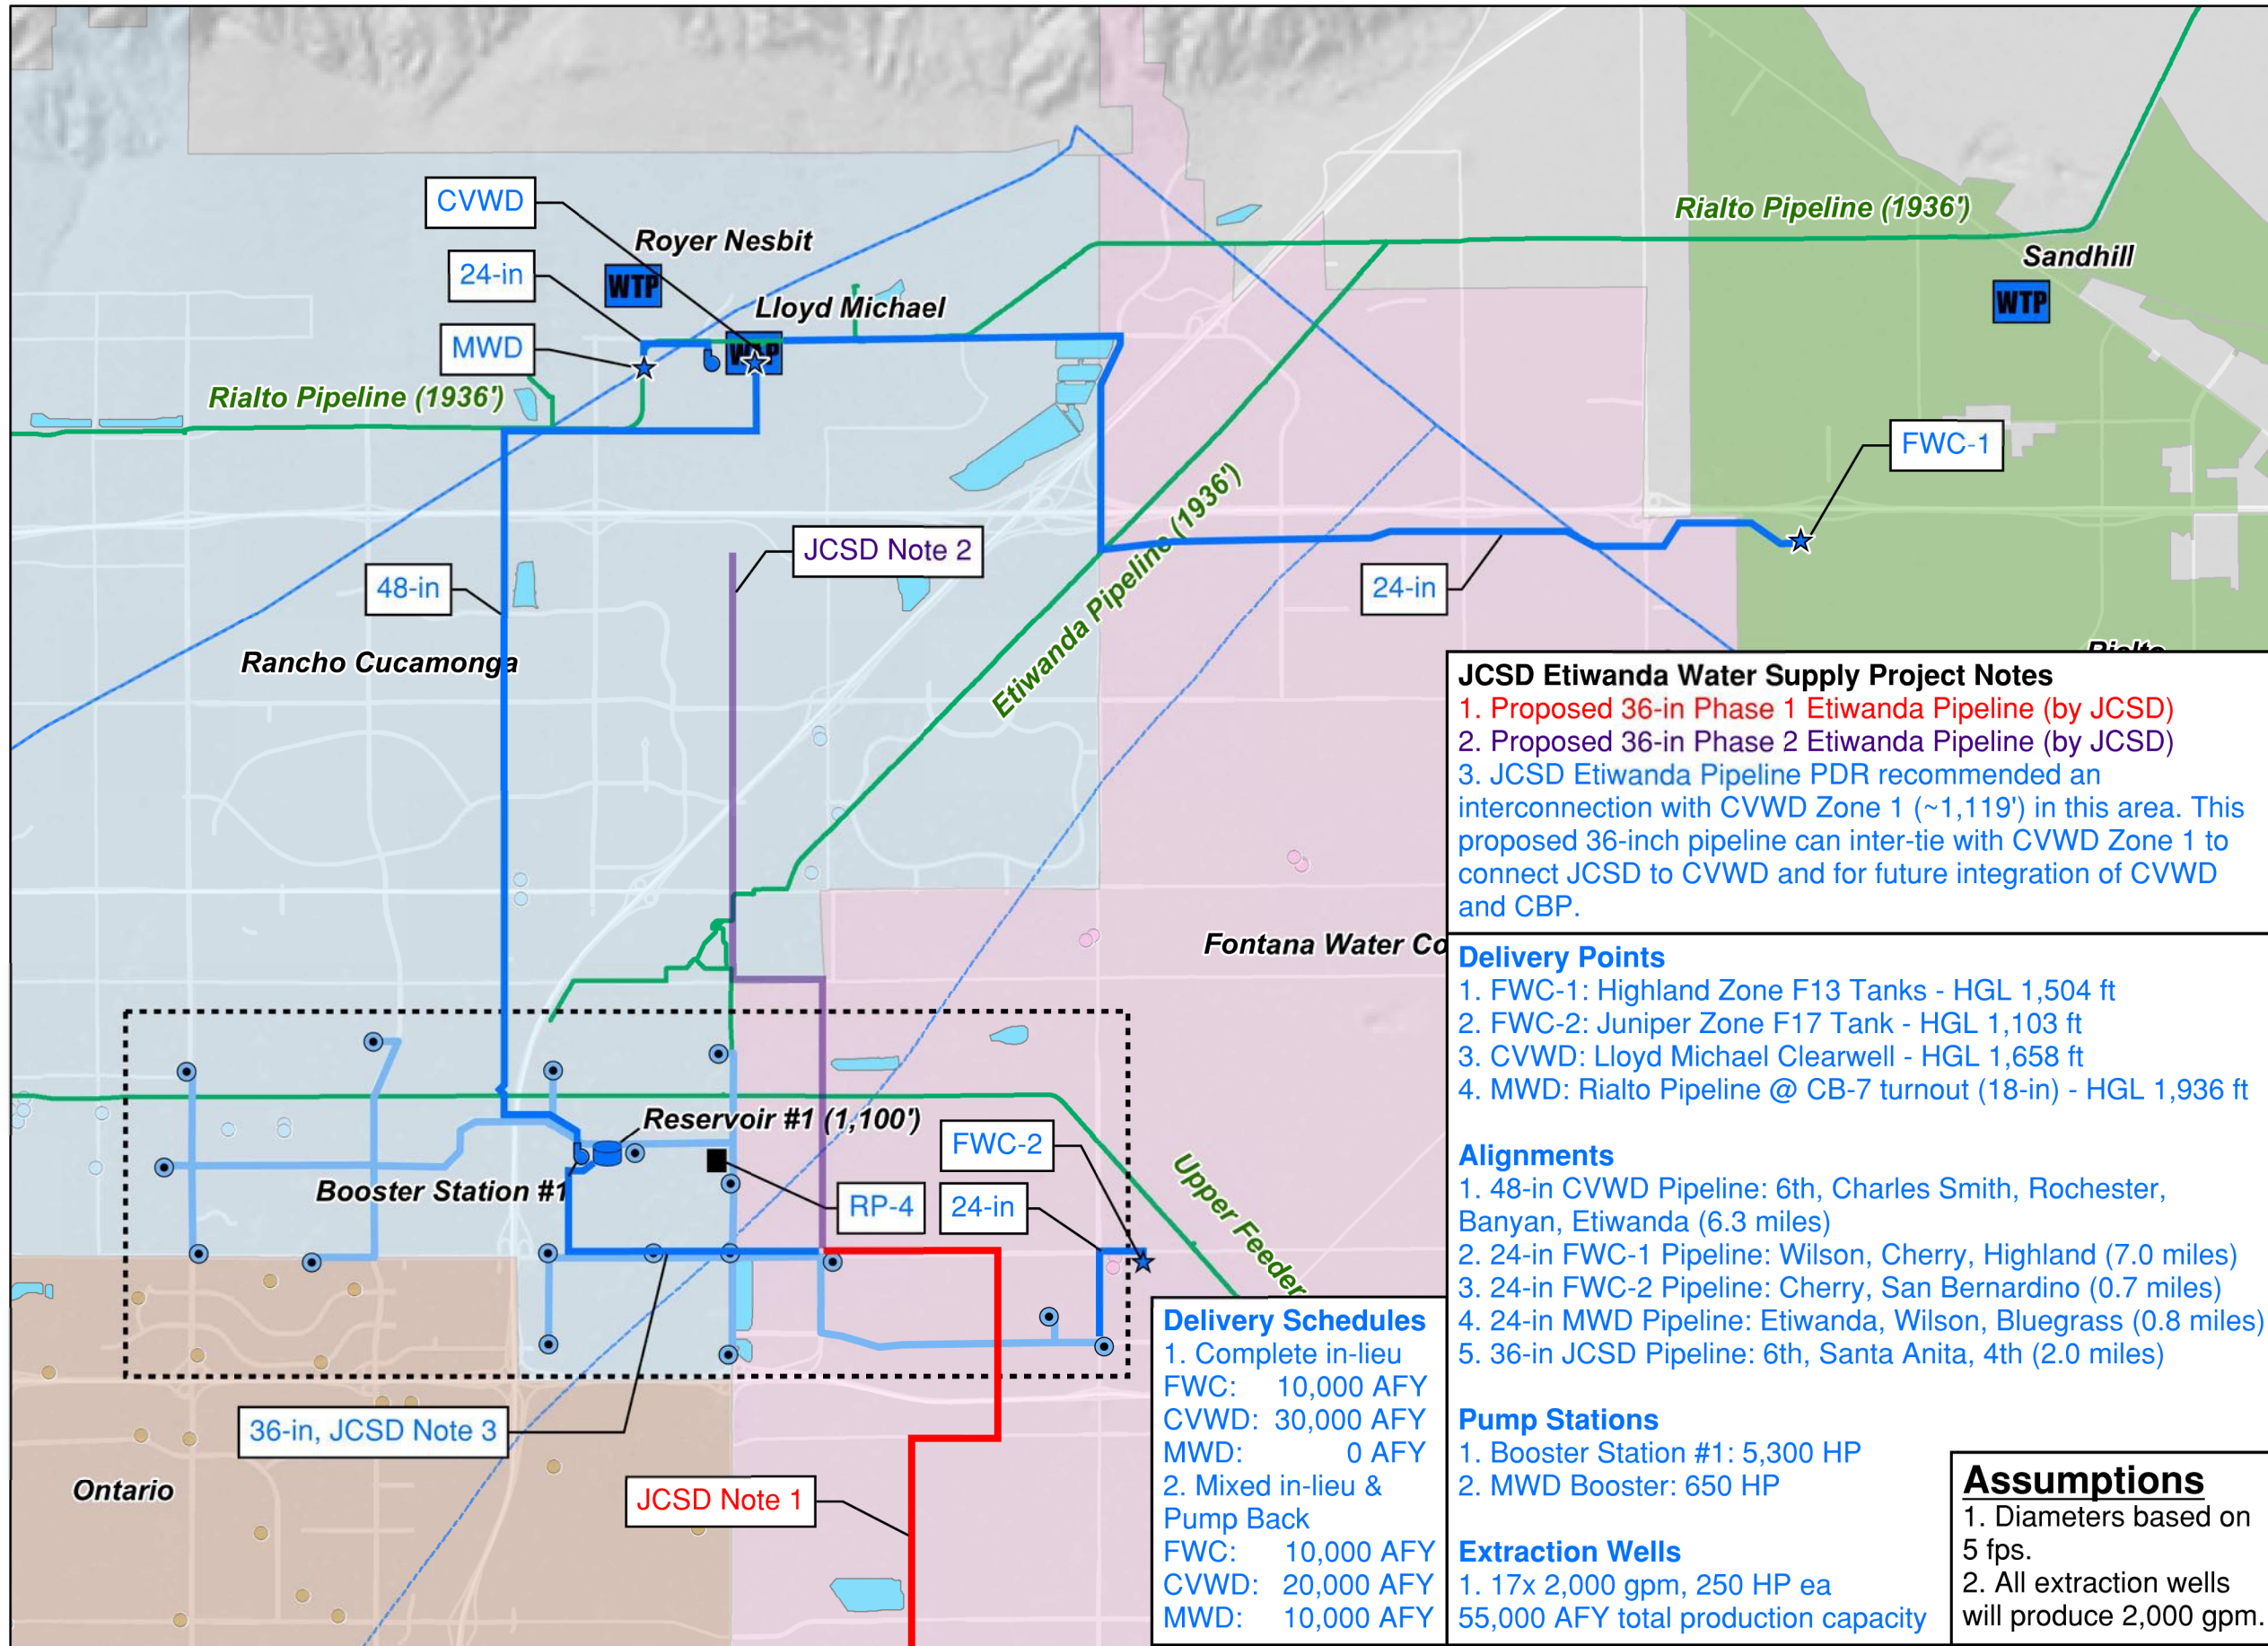 CVWD
Royer Nesbit
24-in
WTP
Lloyd Michael
MWD
Rialto Pipeline (1936')
Rialto Pipeline (1936')
Sandhill
WTP
FWC-1
Etiwanda Pipeline (1936')
JCSD Note 2
48-in
24-in
Rancho Cucamonga
JCSD Etiwanda Water Supply Project Notes
1. Proposed 36-in Phase 1 Etiwanda Pipeline (by JCSD)
2. Proposed 36-in Phase 2 Etiwanda Pipeline (by JCSD)
3. JCSD Etiwanda Pipeline PDR recommended an
interconnection with CVWD Zone 1 (~1,119') in this area. This
proposed 36-inch pipeline can inter-tie with CVWD Zone 1 to
connect JCSD to CVWD and for future integration of CVWD
and CBP.
Fontana Water Co
Delivery Points
1. FWC-1: Highland Zone F13 Tanks - HGL 1,504 ft
2. FWC-2: Juniper Zone F17 Tank - HGL 1,103 ft
3. CVWD: Lloyd Michael Clearwell - HGL 1,658 ft
4. MWD: Rialto Pipeline @ CB-7 turnout (18-in) - HGL 1,936 ft
Alignments
1. 48-in CVWD Pipeline: 6th, Charles Smith, Rochester,
Banyan, Etiwanda (6.3 miles)
2. 24-in FWC-1 Pipeline: Wilson, Cherry, Highland (7.0 miles)
3. 24-in FWC-2 Pipeline: Cherry, San Bernardino (0.7 miles)
4. 24-in MWD Pipeline: Etiwanda, Wilson, Bluegrass (0.8 miles)
5. 36-in JCSD Pipeline: 6th, Santa Anita, 4th (2.0 miles)
Pump Stations
1. Booster Station #1: 5,300 HP
2. MWD Booster: 650 HP
Extraction Wells
1. 17x 2,000 gpm, 250 HP ea
55,000 AFY total production capacity
Assumptions
1. Diameters based on
5 fps.
2. All extraction wells
will produce 2,000 gpm.
Reservoir #1 (1,100')
FWC-2
Booster Station #1
RP-4
24-in
Upper Feeder
Delivery Schedules
1. Complete in-lieu
FWC: 10,000 AFY
CVWD: 30,000 AFY
MWD: 0 AFY
2. Mixed in-lieu &
Pump Back
FWC: 10,000 AFY
CVWD: 20,000 AFY
MWD: 10,000 AFY
36-in, JCSD Note 3
Ontario
JCSD Note 1